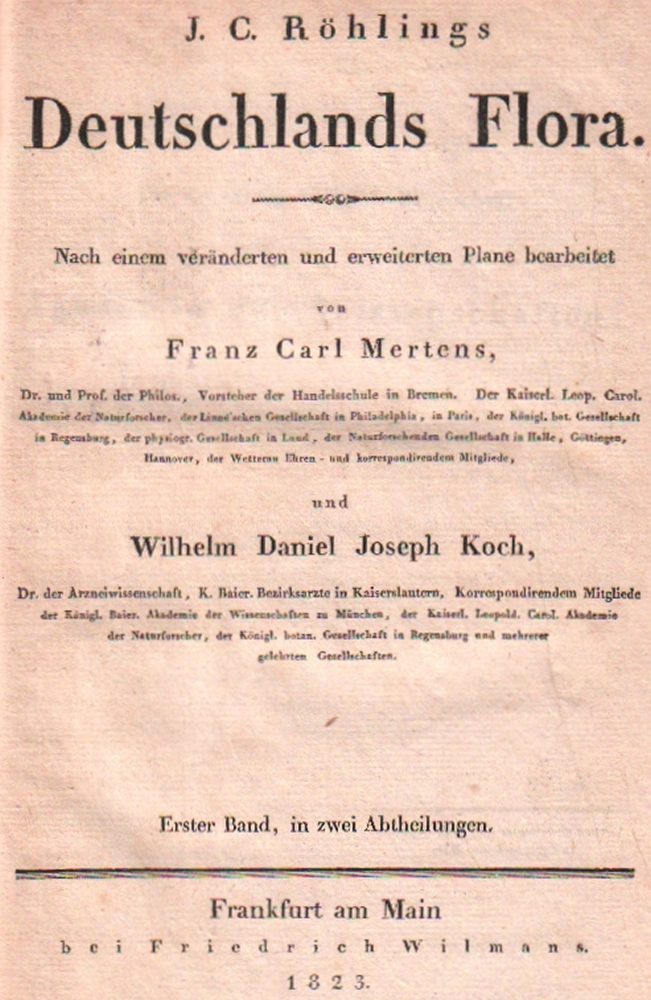 J. C. Röhlings
Deutschlands Flora.
Nach einem veränderten und erweiterten Plane bearbeitet
von
Franz Carl Mertens,
Dr. und Prof. der Philos., Vorsteher der Handelsschule in Bremen. Der Kaiserl. Leop. Carol.
Akademie der Naturforscher, der Linné'schen Gesellschaft in Philadelphia, in Paris, der Königl. bot. Gesellschaft
in Regensburg, der physiogr. Gesellschaft in Lund, der Naturforschenden Gesellschaft in Halle, Göttingen,
Hannover, der Wetterau Ehren- und korrespondirendem Mitgliede,
und
Wilhelm Daniel Joseph Koch,
Dr. der Arzneiwissenschaft, K. Baier. Bezirksarzte in Kaiserslautern, Korrespondirendem Mitgliede
der Königl. Baier. Akademie der Wissenschaften zu München, der Kaiserl. Leopold. Carol. Akademie
der Naturforscher, der Königl. botan. Gesellschaft in Regensburg und mehrerer
gelehrten Gesellschaften.
Erster Band, in zwei Abtheilungen.
Frankfurt am Main
bei Friedrich Wilmans.
1823.